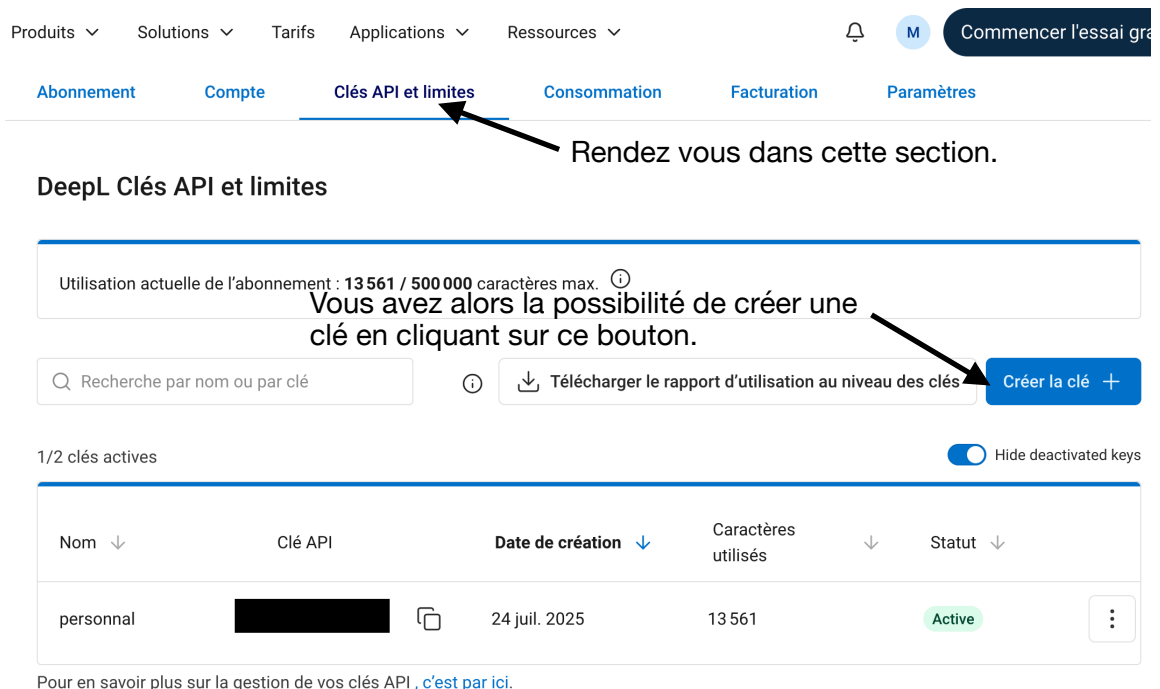 Produits Solutions Tarifs Applications Ressources M Commencer l'essai gra
Abonnement Compte Clés API et limites Consommation Facturation Paramètres
Rendez vous dans cette section.
DeepL Clés API et limites
Utilisation actuelle de l’abonnement : 13 561 / 500 000 caractères max.
Vous avez alors la possibilité de créer une
clé en cliquant sur ce bouton.
Recherche par nom ou par clé Télécharger le rapport d’utilisation au niveau des clés Créer la clé +
1/2 clés actives Hide deactivated keys
Nom Clé API Date de création Caractères utilisés Statut
personnal 24 juil. 2025 13 561 Active
Pour en savoir plus sur la gestion de vos clés API , c’est par ici.